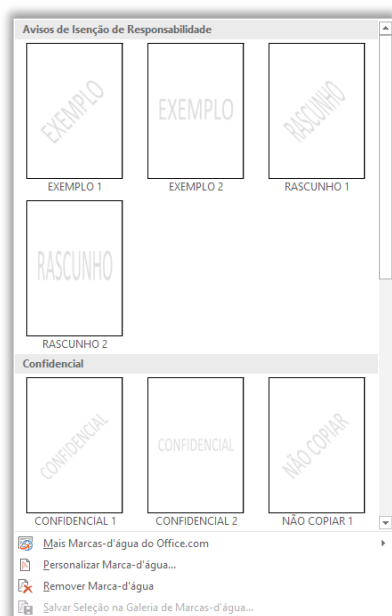 Avisos de Isenção de Responsabilidade
EXEMPLO
EXEMPLO
RASCUNHO
EXEMPLO 1
EXEMPLO 2
RASCUNHO 1
RASCUNHO
RASCUNHO 2
Confidencial
CONFIDENCIAL
CONFIDENCIAL
NÃO COPIAR
CONFIDENCIAL 1
CONFIDENCIAL 2
NÃO COPIAR 1
Mais Marcas-d'água do Office.com
Personalizar Marca-d'água...
Remover Marca-d'água
Salvar Seleção na Galeria de Marcas-d'água...